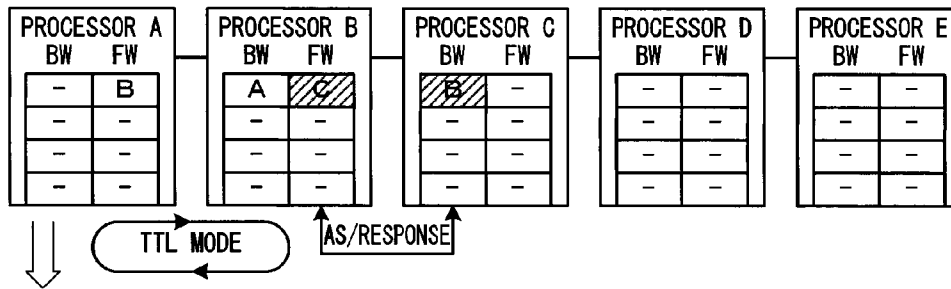 PROCESSOR A PROCESSOR B PROCESSOR C PROCESSOR D PROCESSOR E
BW FW BW FW BW FW BW FW BW FW
- B A C B - - - - -
- - - - - - - - - -
- - - - - - - - - -
- - - - - - - - - -
TTL MODE AS/RESPONSE